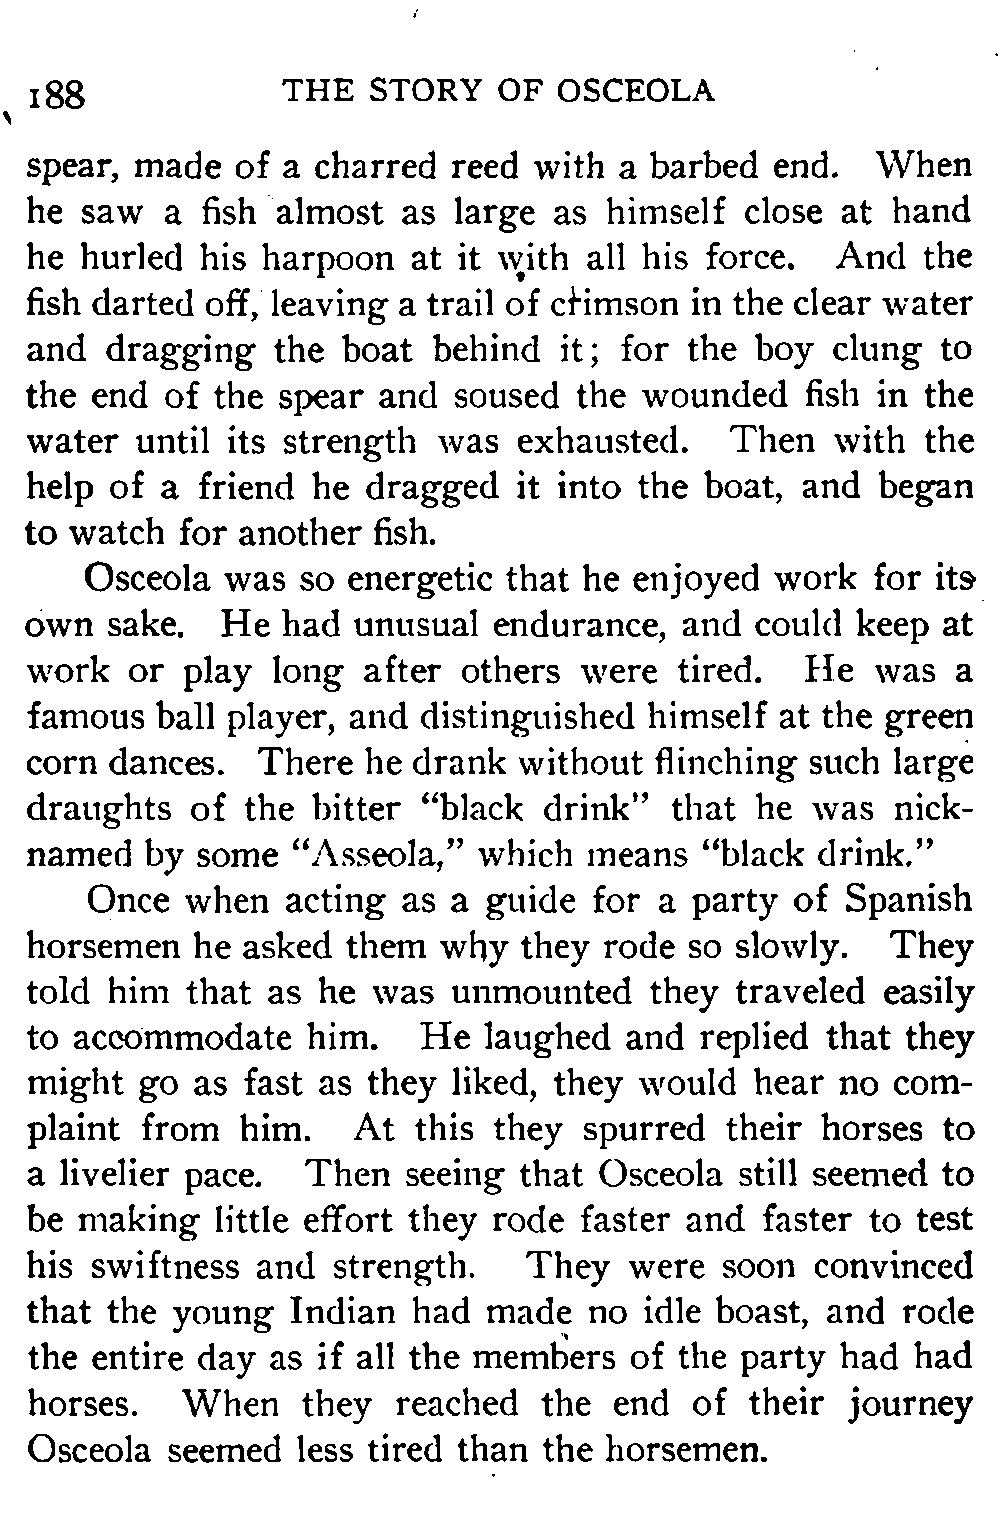 188 THE STORY OF OSCEOLA
spear, made of a charred reed with a barbed end. When
he saw a fish almost as large as himself close at hand
he hurled his harpoon at it with all his force. And the
fish darted off, leaving a trail of crimson in the clear water
and dragging the boat behind it; for the boy clung to
the end of the spear and soused the wounded fish in the
water until its strength was exhausted. Then with the
help of a friend he dragged it into the boat, and began
to watch for another fish.
Osceola was so energetic that he enjoyed work for its
own sake. He had unusual endurance, and could keep at
work or play long after others were tired. He was a
famous ball player, and distinguished himself at the green
corn dances. There he drank without flinching such large
draughts of the bitter “black drink” that he was nick-
named by some “Asseola,” which means “black drink.”
Once when acting as a guide for a party of Spanish
horsemen he asked them why they rode so slowly. They
told him that as he was unmounted they traveled easily
to accommodate him. He laughed and replied that they
might go as fast as they liked, they would hear no com-
plaint from him. At this they spurred their horses to
a livelier pace. Then seeing that Osceola still seemed to
be making little effort they rode faster and faster to test
his swiftness and strength. They were soon convinced
that the young Indian had made no idle boast, and rode
the entire day as if all the members of the party had had
horses. When they reached the end of their journey
Osceola seemed less tired than the horsemen.